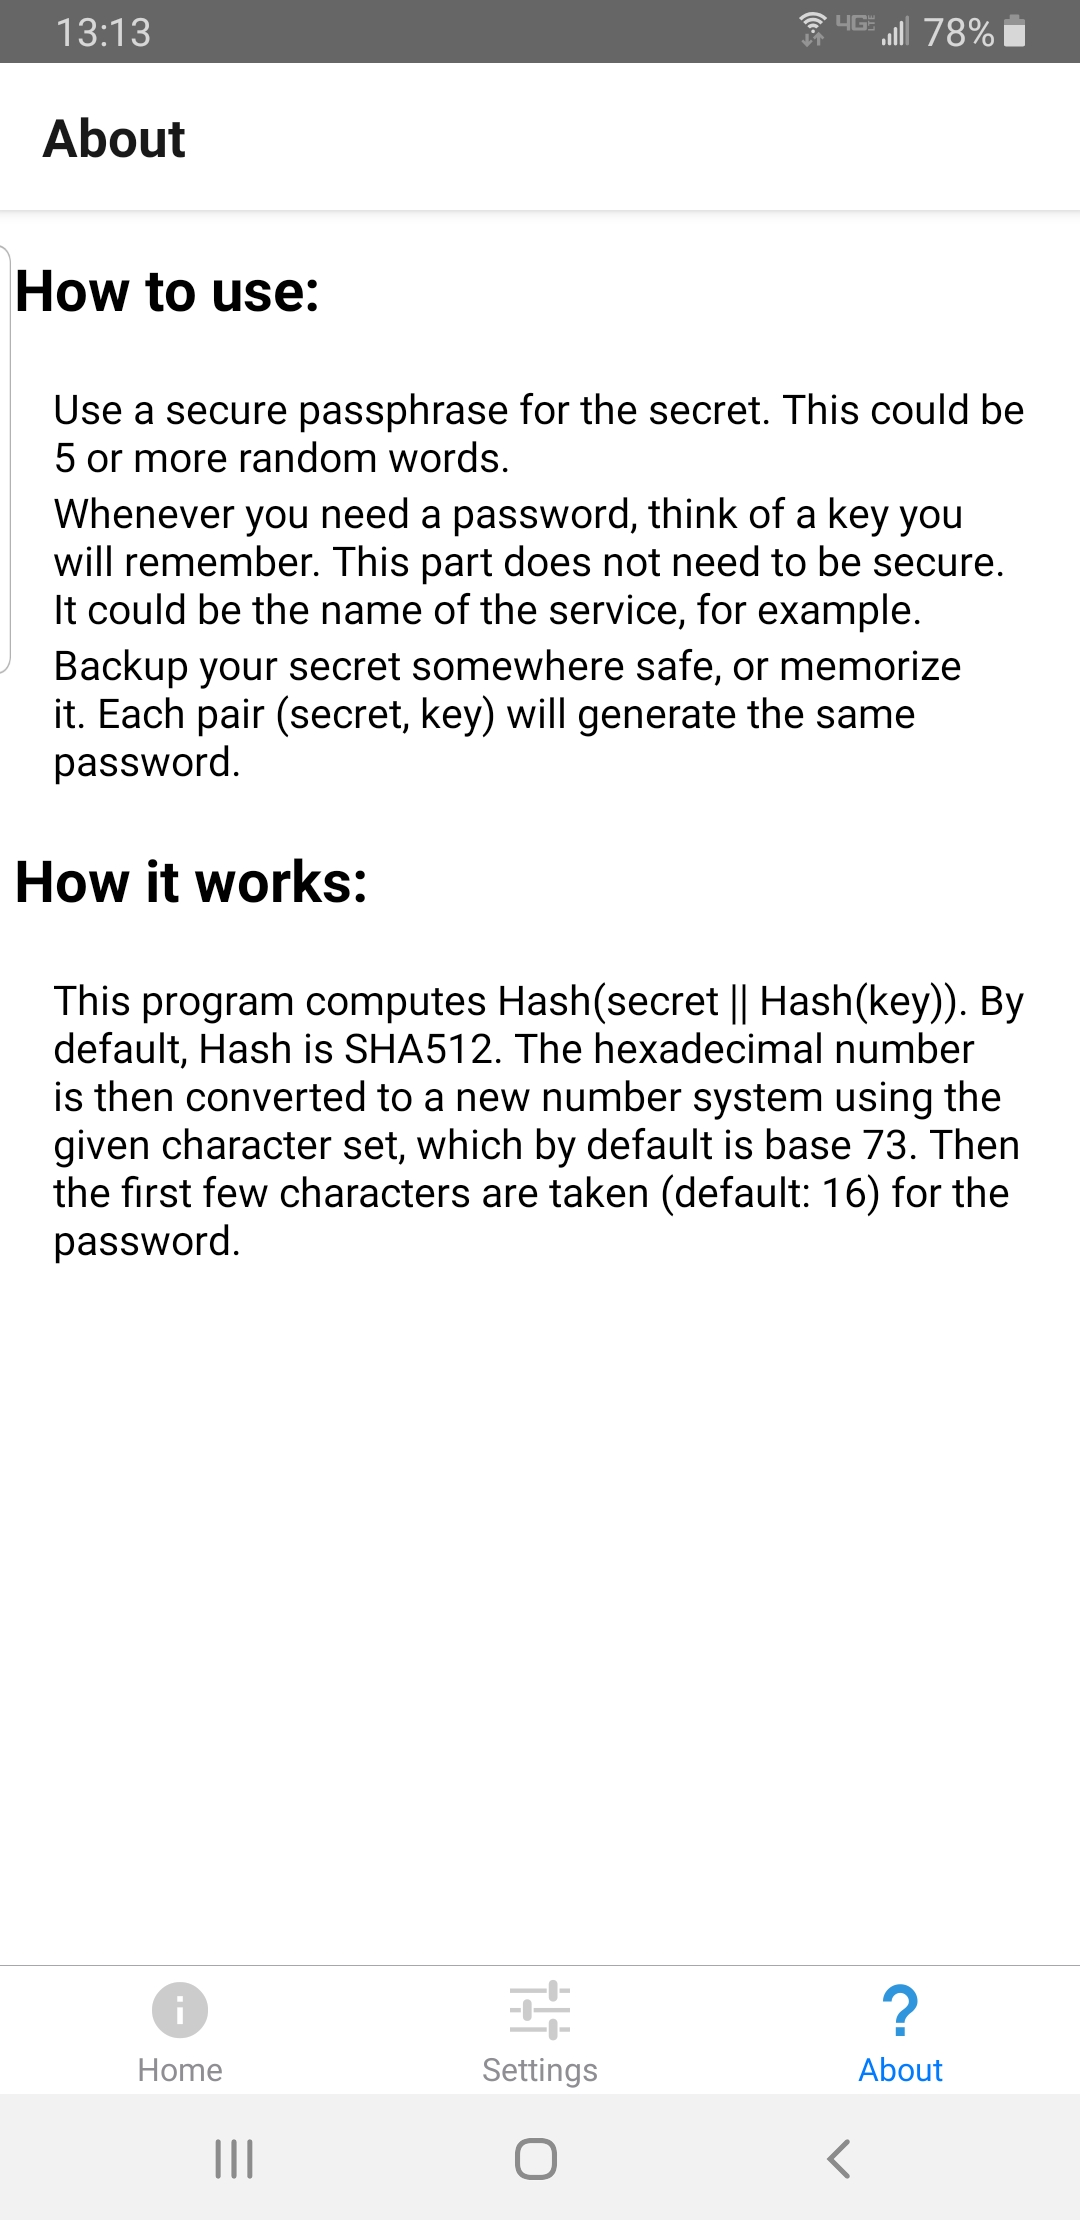 13:13
4G LTE 78%
About
How to use:
Use a secure passphrase for the secret. This could be
5 or more random words.
Whenever you need a password, think of a key you
will remember. This part does not need to be secure.
It could be the name of the service, for example.
Backup your secret somewhere safe, or memorize
it. Each pair (secret, key) will generate the same
password.
How it works:
This program computes Hash(secret || Hash(key)). By
default, Hash is SHA512. The hexadecimal number
is then converted to a new number system using the
given character set, which by default is base 73. Then
the first few characters are taken (default: 16) for the
password.
Home
Settings
About